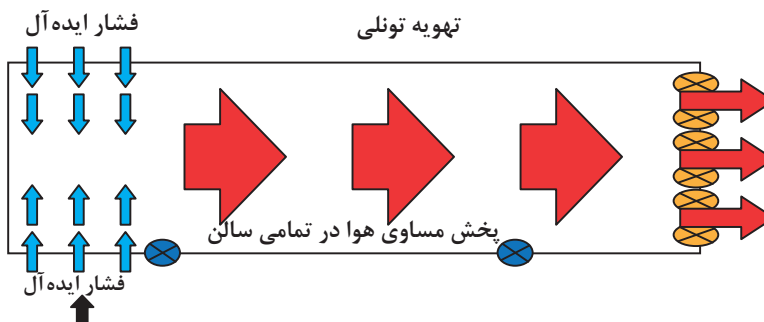 فشار ایده‌آل
تهویه تونلی
پخش مساوی هوا در تمامی سالن
فشار ایده‌آل